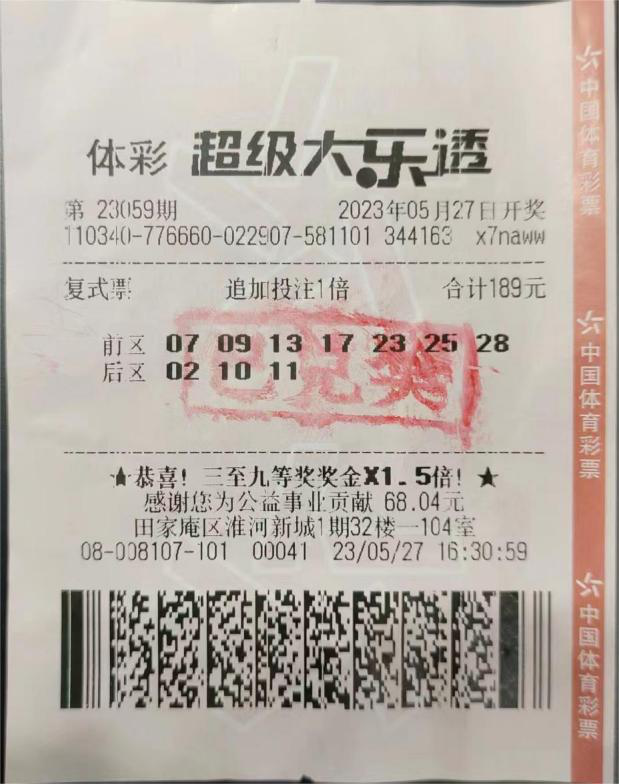 体彩 超级大乐透
第 23059期 2023年05月27日开奖
110340-776660-022907-581101 344163 x7naww
复式票 追加投注1倍 合计189元
前区 07 09 13 17 23 25 28
后区 02 10 11
已兑奖
★恭喜! 三至九等奖奖金X1.5倍! ★
感谢您为公益事业贡献 68.04元
田家庵区淮河新城1期32楼一104室
08-008107-101 00041 23/05/27 16:30:59
中国体育彩票
中国体育彩票
中国体育彩票